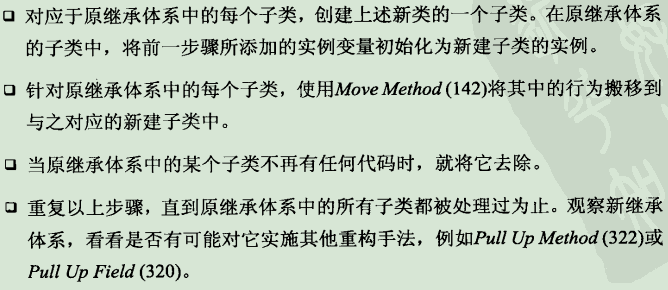 对应于原继承体系中的每个子类，创建上述新类的一个子类。在原继承体系
的子类中，将前一步骤所添加的实例变量初始化为新建子类的实例。
针对原继承体系中的每个子类，使用Move Method (142)将其中的行为搬移到
与之对应的新建子类中。
当原继承体系中的某个子类不再有任何代码时，就将它去除。
重复以上步骤，直到原继承体系中的所有子类都被处理过为止。观察新继承
体系，看看是否有可能对它实施其他重构手法，例如Pull Up Method (322)或
Pull Up Field (320)。